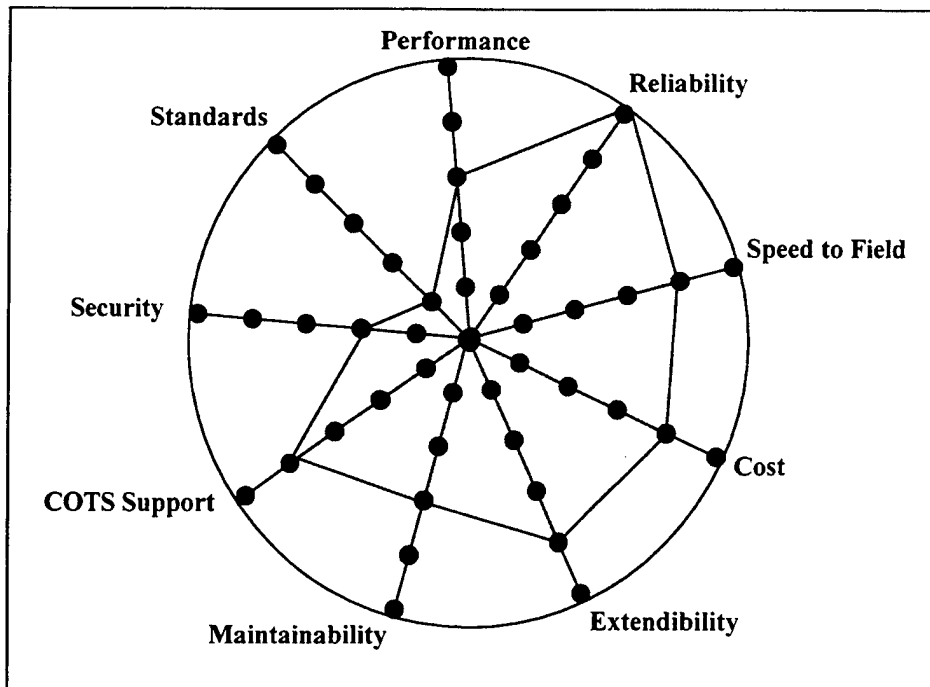 Performance
Reliability
Standards
Speed to Field
Security
Cost
COTS Support
Extendibility
Maintainability